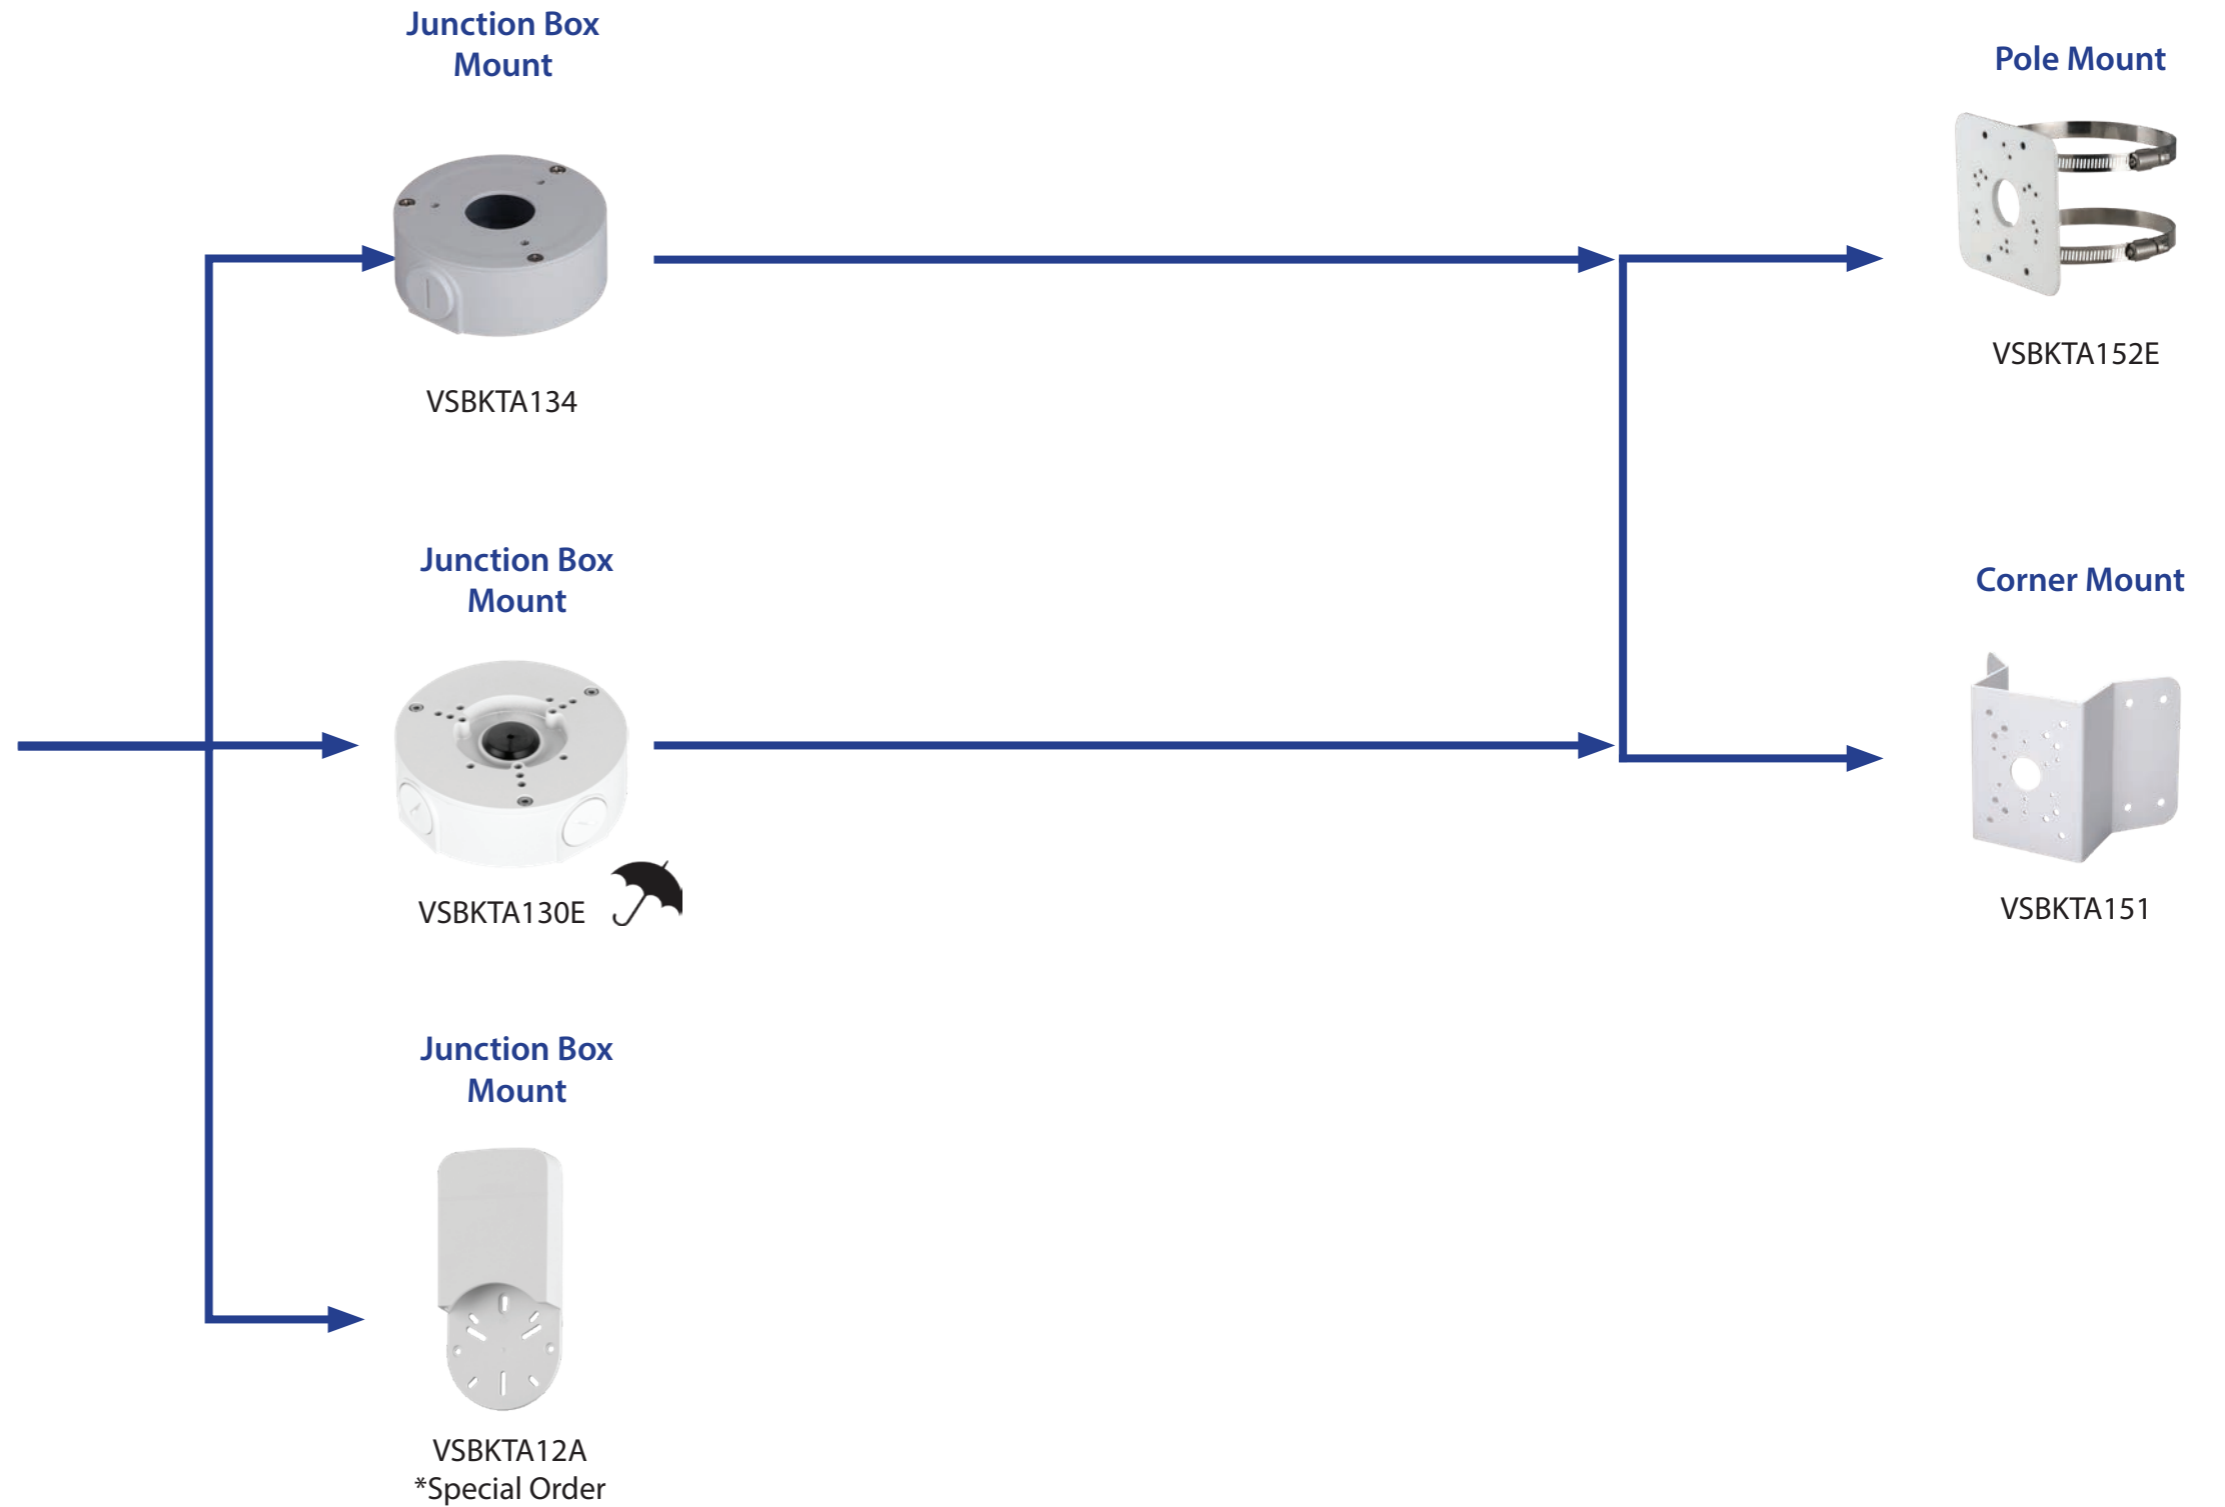 Junction Box
Mount
Pole Mount
VSBKTA152E
VSBKTA134
Junction Box
Mount
Corner Mount
VSBKTA130E
VSBKTA151
Junction Box
Mount
VSBKTA12A
*Special Order